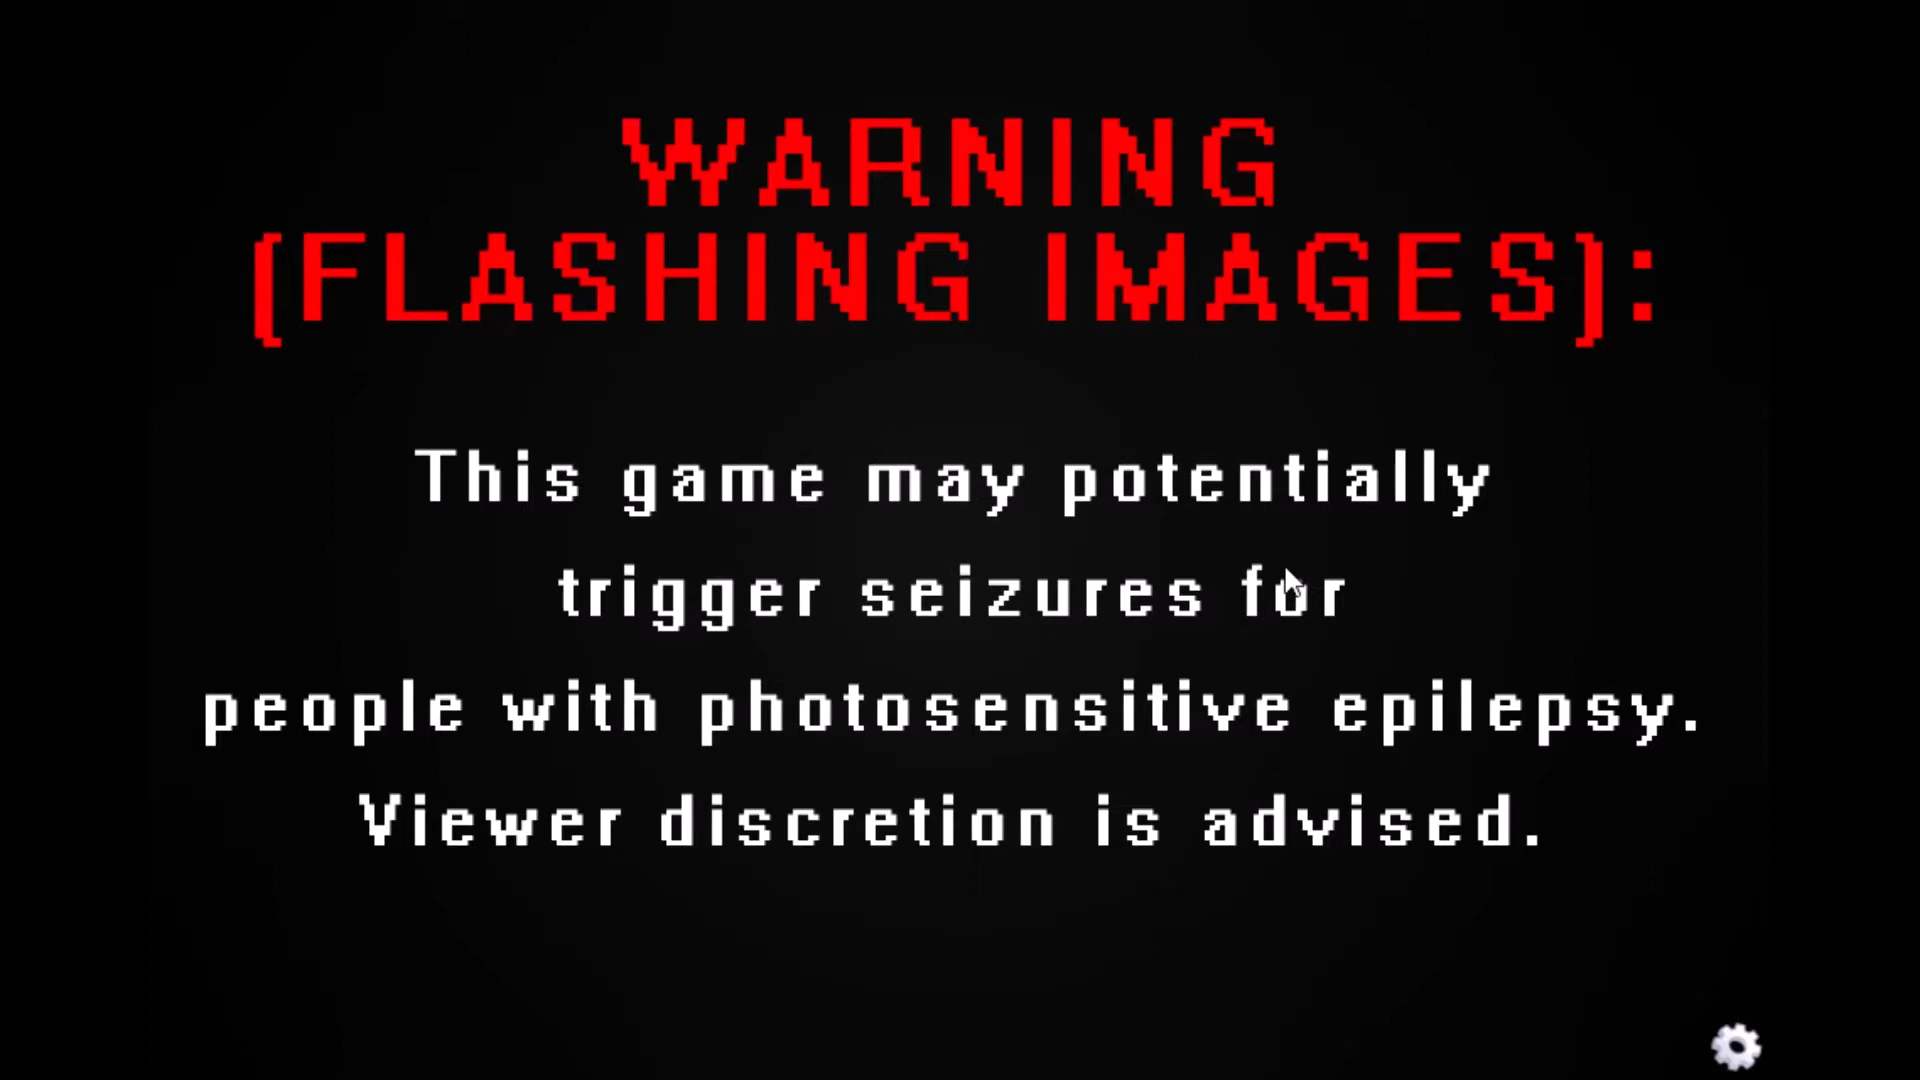 WARNING
(FLASHING IMAGES):
This game may potentially
trigger seizures for
people with photosensitive epilepsy.
Viewer discretion is advised.